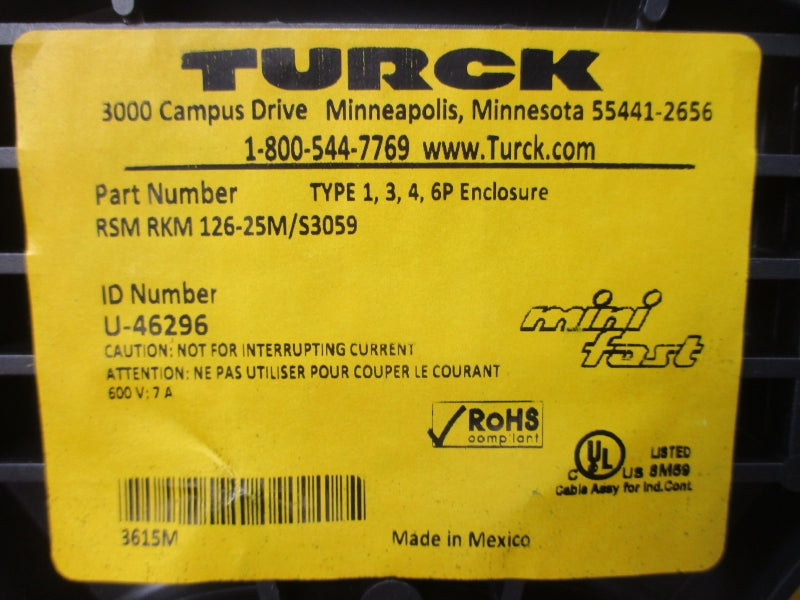 TURCK
3000 Campus Drive Minneapolis, Minnesota 55441-2656
1-800-544-7769 www.Turck.com
Part Number TYPE 1, 3, 4, 6P Enclosure
RSM RKM 126-25M/S3059
ID Number
U-46296
mini
fast
CAUTION: NOT FOR INTERRUPTING CURRENT
ATTENTION: NE PAS UTILISER POUR COUPER LE COURANT
600 V; 7 A
RoHS
compliant
C UL US LISTED
8M69
Cable Assy for Ind.Cont.
3615M
Made in Mexico